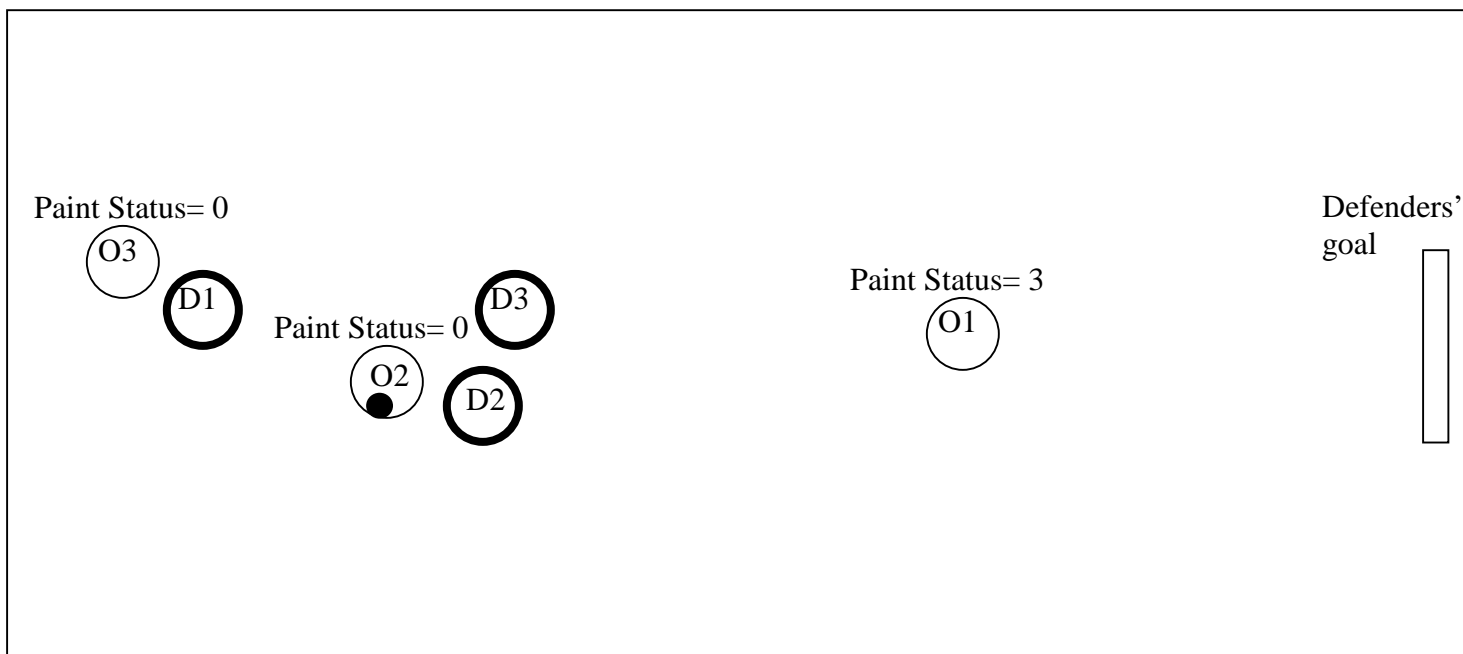 Paint Status= 0
O3
D1
Paint Status= 0
O2
D3
D2
Paint Status= 3
O1
Defenders’
goal